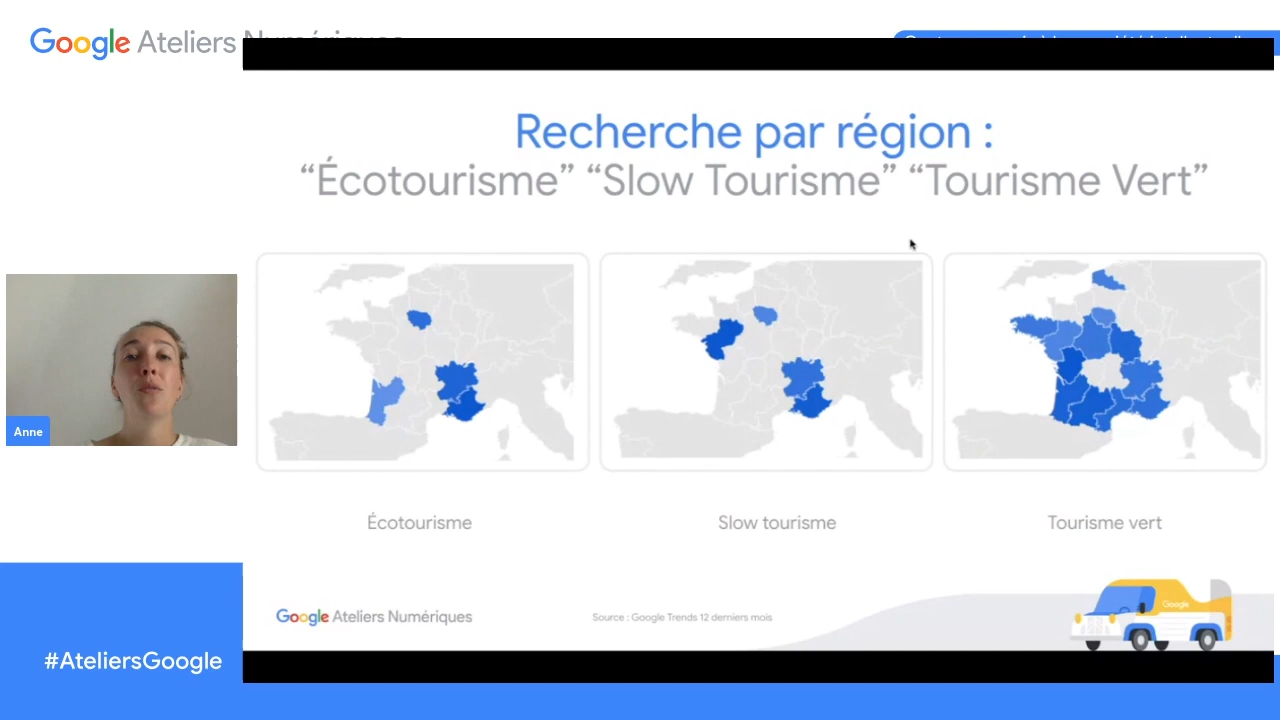 Google Ateliers
Recherche par région :
“Écotourisme” “Slow Tourisme” “Tourisme Vert”
Anne
Écotourisme
Slow tourisme
Tourisme vert
Google Ateliers Numériques
Source : Google Trends 12 derniers mois
Google
#AteliersGoogle